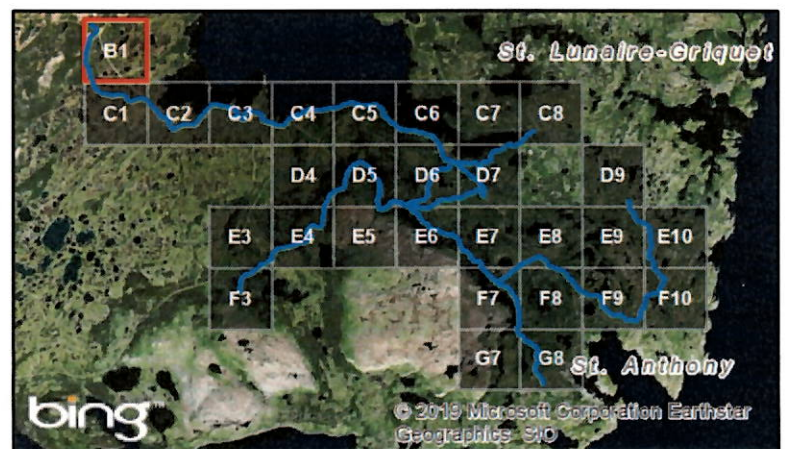 B1
St. Lunaire-Griquet
C1 C2 C3 C4 C5 C6 C7 C8
D4 D5 D6 D7 D9
E3 E4 E5 E6 E7 E8 E9 E10
F3 F7 F8 F9 F10
G7 G8 St. Anthony
bing
© 2019 Microsoft Corporation Earthstar
Geographics SIO